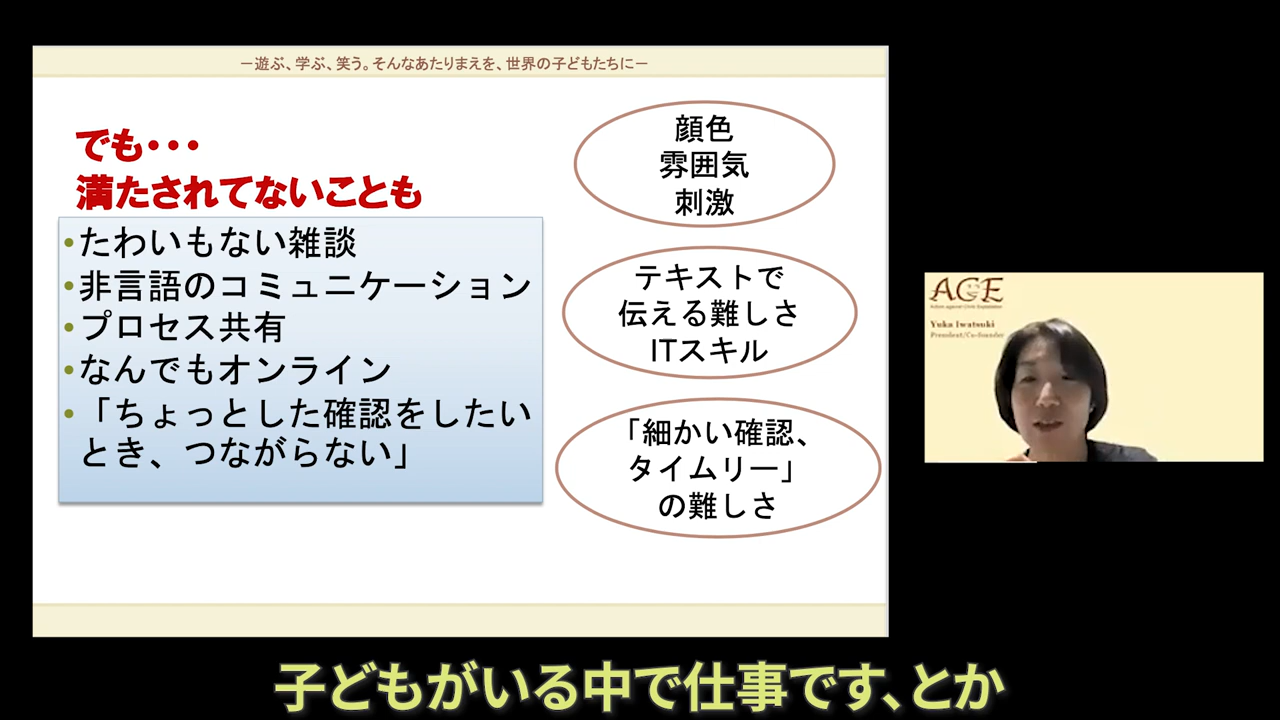 －遊ぶ、学ぶ、笑う。そんなあたりまえを、世界の子どもたちに－
でも・・・
満たされてないことも
•たわいもない雑談
•非言語のコミュニケーション
•プロセス共有
•なんでもオンライン
•「ちょっとした確認をしたい
とき、つながらない」
顔色
雰囲気
刺激
テキストで
伝える難しさ
ITスキル
「細かい確認、
タイムリー」
の難しさ
ACE
Action against Child Exploitation
Yuka Iwatsuki
President/Co-founder
子どもがいる中で仕事です、とか